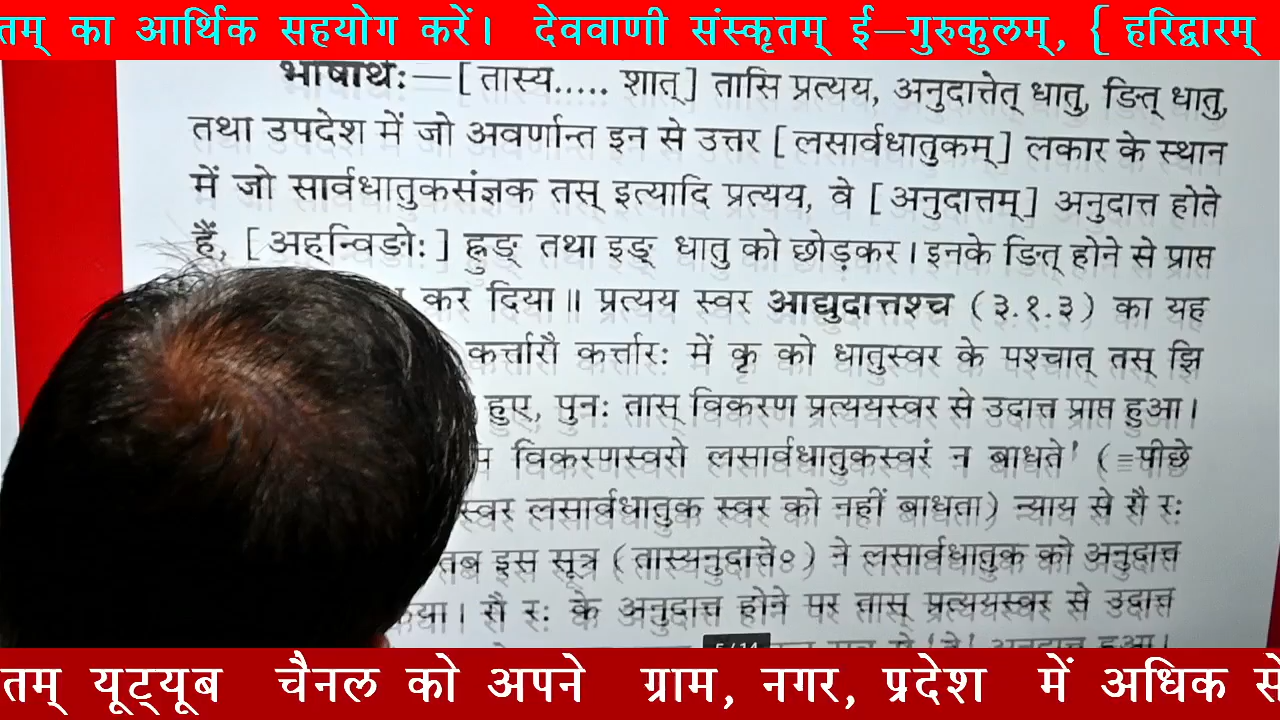 तम् का आर्थिक सहयोग करें। देववाणी संस्कृतम् ई–गुरुकुलम्, { हरिद्वारम्
भाषार्थः—[ तास्य..... शात्] तासि प्रत्यय, अनुदात्तेत् धातु, ङित् धातु,
तथा उपदेश में जो अवर्णान्त इन से उत्तर [ लसार्वधातुकम् ] लकार के स्थान
में जो सार्वधातुकसंज्ञक तस् इत्यादि प्रत्यय, वे [ अनुदात्तम् ] अनुदात्त होते
हैं, [ अहन्विङोः ] ह्नुङ् तथा इङ् धातु को छोड़कर। इनके ङित् होने से प्राप्त
कर दिया॥ प्रत्यय स्वर आद्युदात्तश्च (३.१.३) का यह
कर्त्तारौ कर्त्तारः में कृ को धातुस्वर के पश्चात् तस् झि
हुए, पुनः तास् विकरण प्रत्ययस्वर से उदात्त प्राप्त हुआ।
विकरणस्वरो लसार्वधातुकस्वरं न बाधते' (=पीछे
स्वर लसार्वधातुक स्वर को नहीं बाधता) न्याय से रौ रः
तब इस सूत्र (तास्यनुदात्ते०) ने लसार्वधातुक को अनुदात्त
किया। रौ रः के अनुदात्त होने पर तास् प्रत्ययस्वर से उदात्त
5 / 14
तम् यूट्यूब चैनल को अपने ग्राम, नगर, प्रदेश में अधिक से